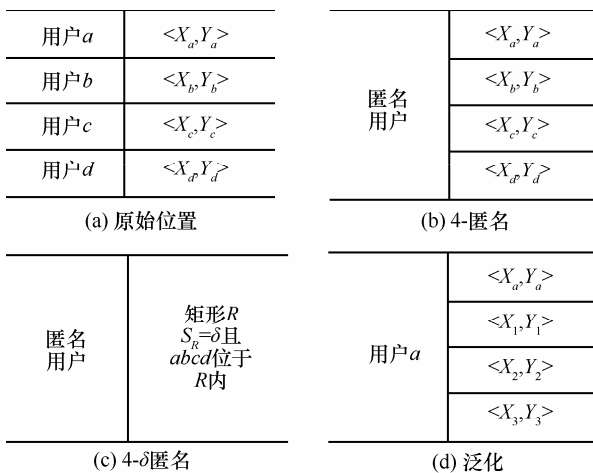 用户a <Xa,Ya>
用户b <Xb,Yb>
用户c <Xc,Yc>
用户d <Xd,Yd>
(a) 原始位置
匿名
用户
<Xa,Ya>
<Xb,Yb>
<Xc,Yc>
<Xd,Yd>
(b) 4-匿名
匿名
用户
矩形R
SR=δ且
abcd位于
R内
(c) 4-δ匿名
用户a
<Xa,Ya>
<X1,Y1>
<X2,Y2>
<X3,Y3>
(d) 泛化